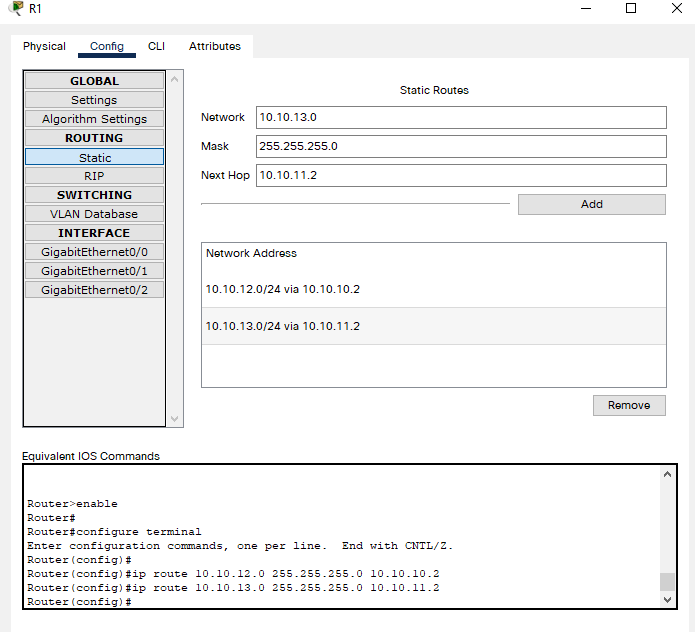 R1
Physical Config CLI Attributes
GLOBAL
Settings
Algorithm Settings
ROUTING
Static
RIP
SWITCHING
VLAN Database
INTERFACE
GigabitEthernet0/0
GigabitEthernet0/1
GigabitEthernet0/2
Static Routes
Network 10.10.13.0
Mask 255.255.255.0
Next Hop 10.10.11.2
Add
Network Address
10.10.12.0/24 via 10.10.10.2
10.10.13.0/24 via 10.10.11.2
Remove
Equivalent IOS Commands
Router>enable
Router#
Router#configure terminal
Enter configuration commands, one per line.  End with CNTL/Z.
Router(config)#
Router(config)#ip route 10.10.12.0 255.255.255.0 10.10.10.2
Router(config)#ip route 10.10.13.0 255.255.255.0 10.10.11.2
Router(config)#